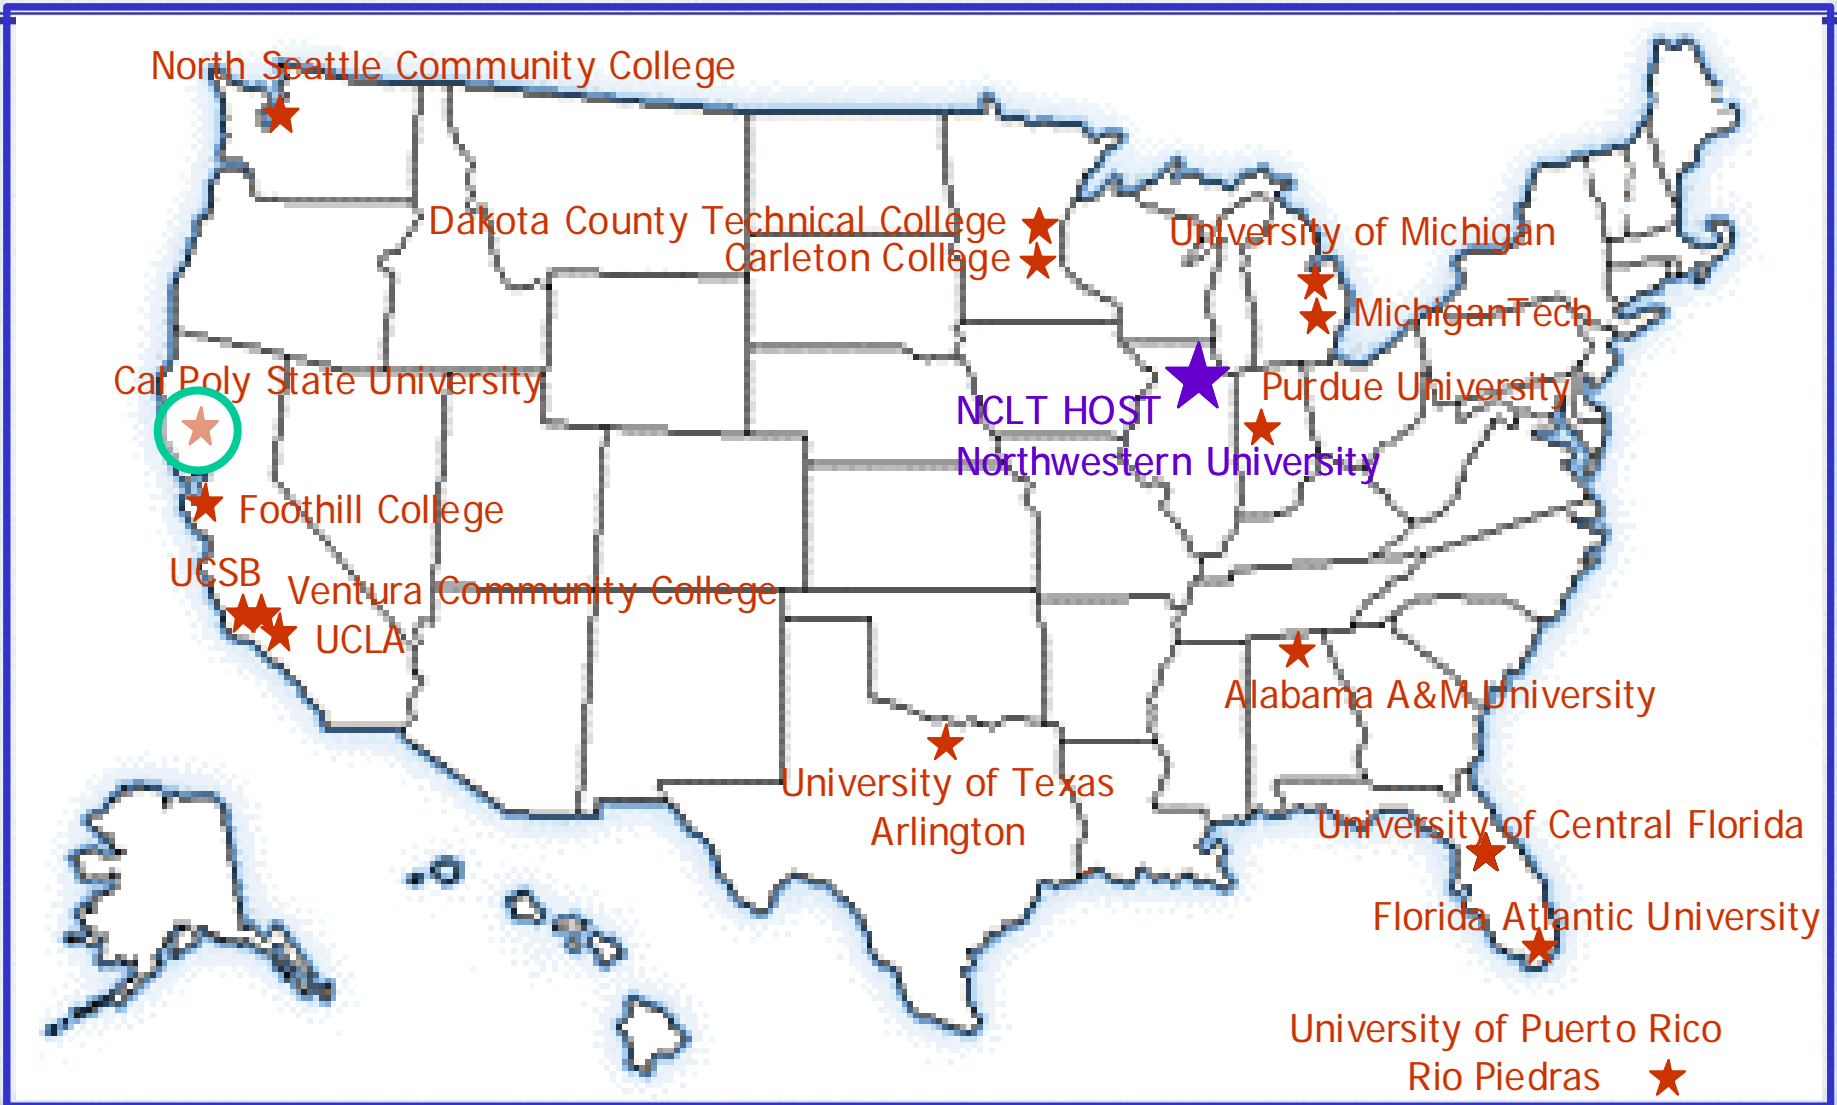 North Seattle Community College
Dakota County Technical College
University of Michigan
Carleton College
MichiganTech
Cal Poly State University
Purdue University
NCLT HOST
Northwestern University
Foothill College
UCSB
Ventura Community College
UCLA
Alabama A&M University
University of Texas
Arlington
University of Central Florida
Florida Atlantic University
University of Puerto Rico
Rio Piedras